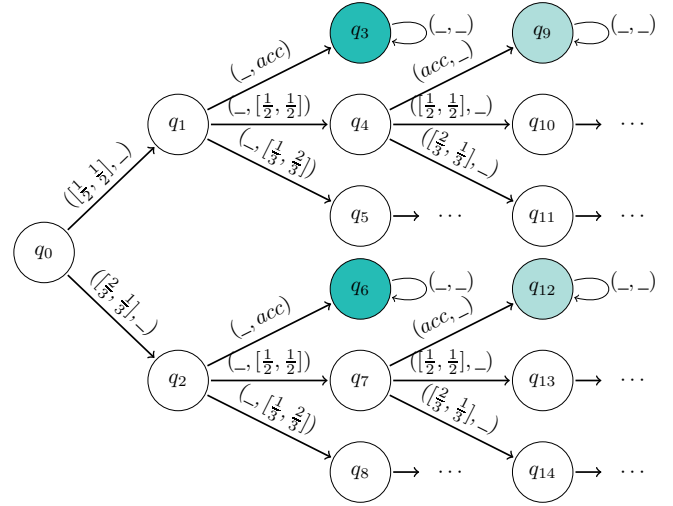 q₃ (_, _) q₉ (_, _)
(_, acc) (acc, _)
q₁ (_, [1/2, 1/2]) q₄ ([1/2, 1/2], _) q₁₀ ...
([1/2, 1/2], _) (_, [1/3, 2/3]) ([2/3, 1/3], _)
q₅ ... q₁₁ ...
q₀
([2/3, 1/3], _) q₆ (_, _) q₁₂ (_, _)
(_, acc) (acc, _)
q₂ (_, [1/2, 1/2]) q₇ ([1/2, 1/2], _) q₁₃ ...
(_, [1/3, 2/3]) ([2/3, 1/3], _)
q₈ ... q₁₄ ...